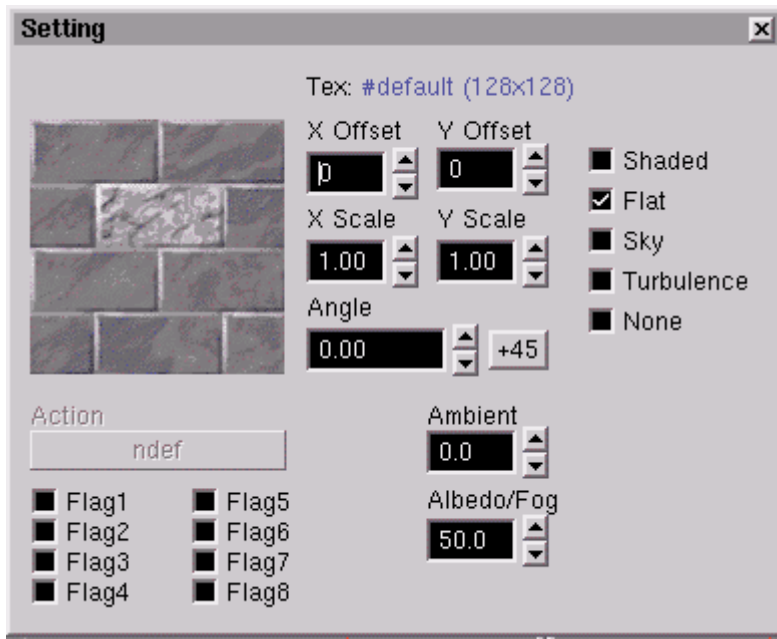 Setting
Tex: #default (128x128)
X Offset Y Offset
0 0
Shaded
Flat
X Scale Y Scale
Sky
1.00 1.00
Turbulence
Angle
None
0.00 +45
Action
ndef
Ambient
0.0
Flag1 Flag5
Albedo/Fog
Flag2 Flag6
50.0
Flag3 Flag7
Flag4 Flag8